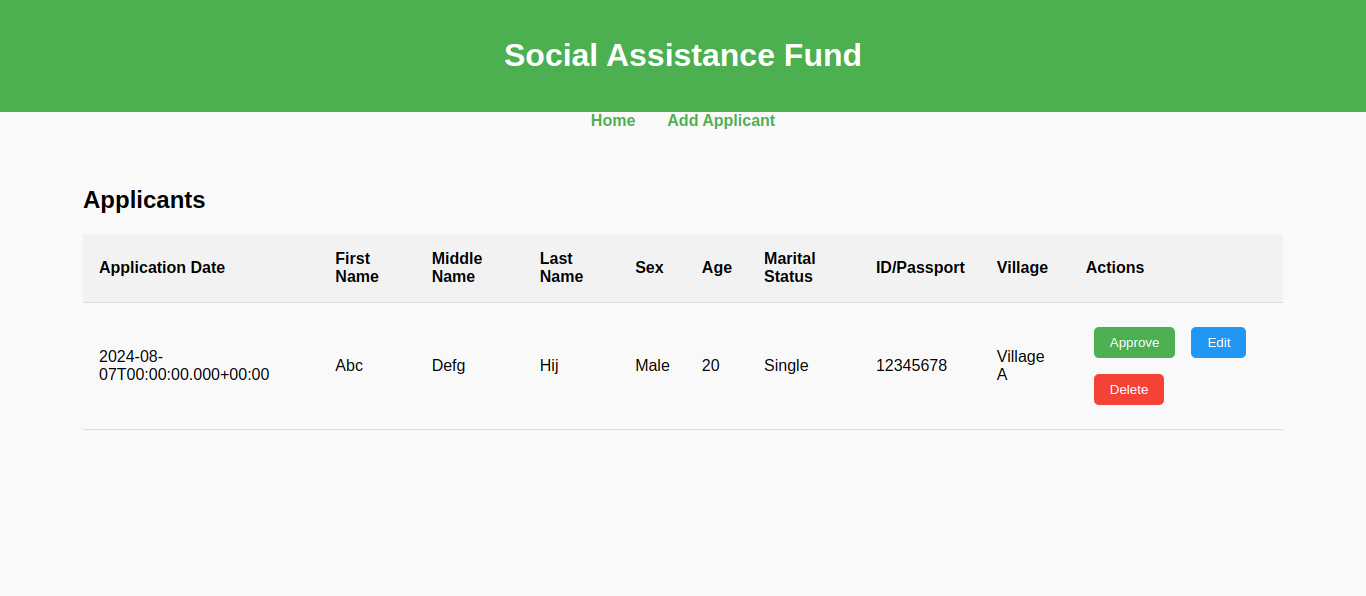 Social Assistance Fund
Home Add Applicant
Applicants
Application Date First Name Middle Name Last Name Sex Age Marital Status ID/Passport Village Actions
2024-08-07T00:00:00.000+00:00 Abc Defg Hij Male 20 Single 12345678 Village A Approve Edit
Delete